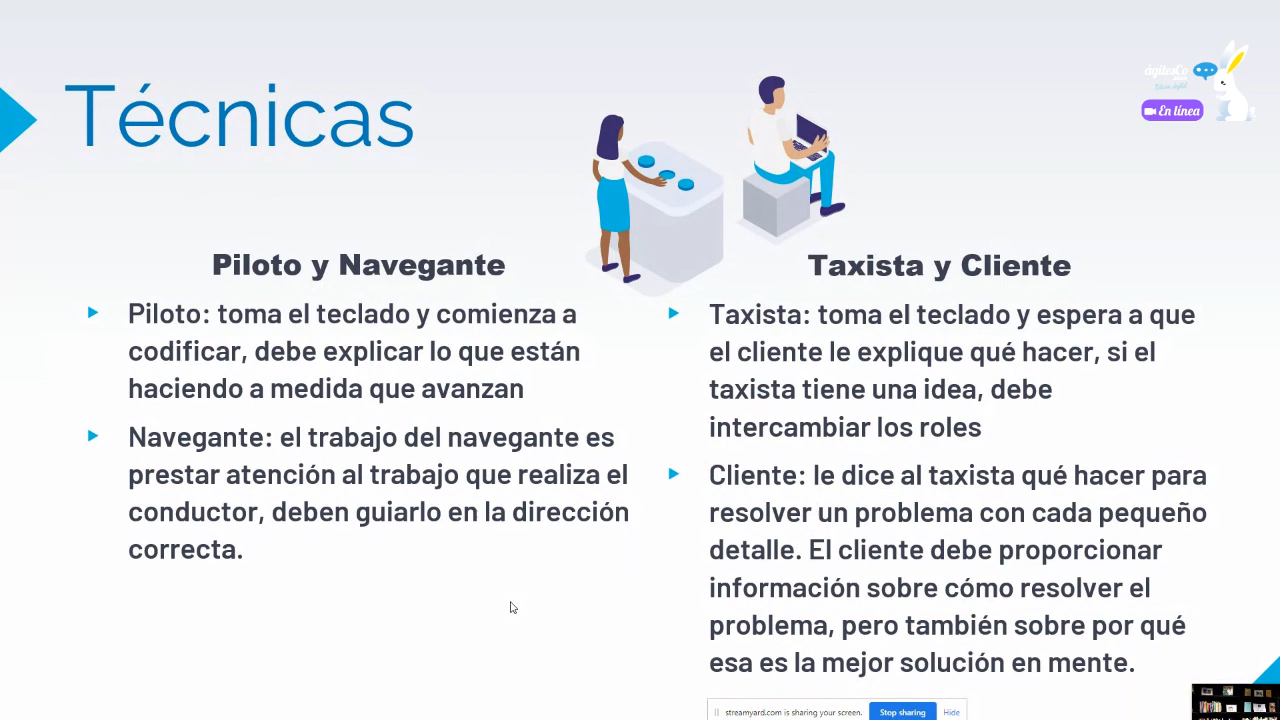 Técnicas
ágilesCo
En línea
Piloto y Navegante
Piloto: toma el teclado y comienza a
codificar, debe explicar lo que están
haciendo a medida que avanzan
Navegante: el trabajo del navegante es
prestar atención al trabajo que realiza el
conductor, deben guiarlo en la dirección
correcta.
Taxista y Cliente
Taxista: toma el teclado y espera a que
el cliente le explique qué hacer, si el
taxista tiene una idea, debe
intercambiar los roles
Cliente: le dice al taxista qué hacer para
resolver un problema con cada pequeño
detalle. El cliente debe proporcionar
información sobre cómo resolver el
problema, pero también sobre por qué
esa es la mejor solución en mente.
streamyard.com is sharing your screen.
Stop sharing
Hide